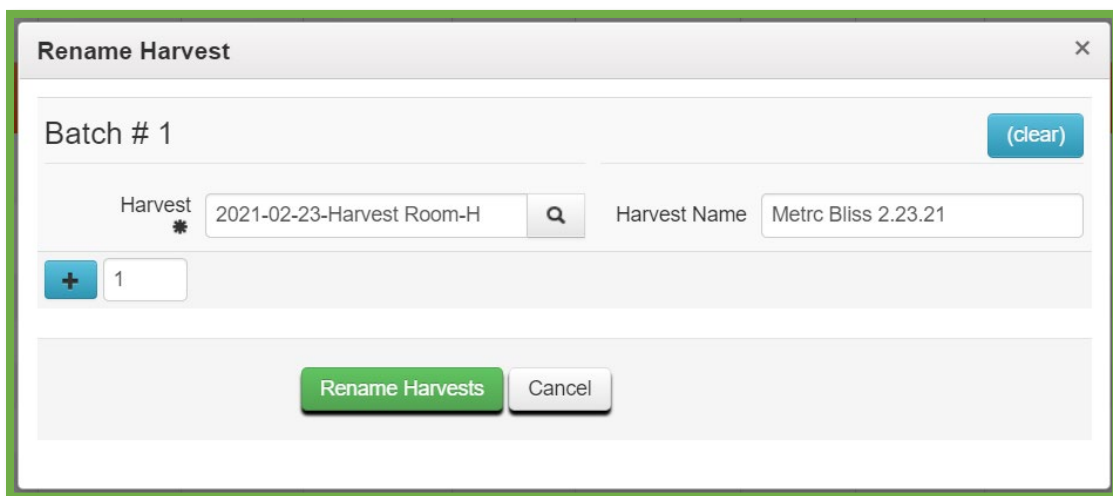 Rename Harvest ×
Batch # 1 (clear)
Harvest 2021-02-23-Harvest Room-H Harvest Name Metrc Bliss 2.23.21
1
Rename Harvests Cancel